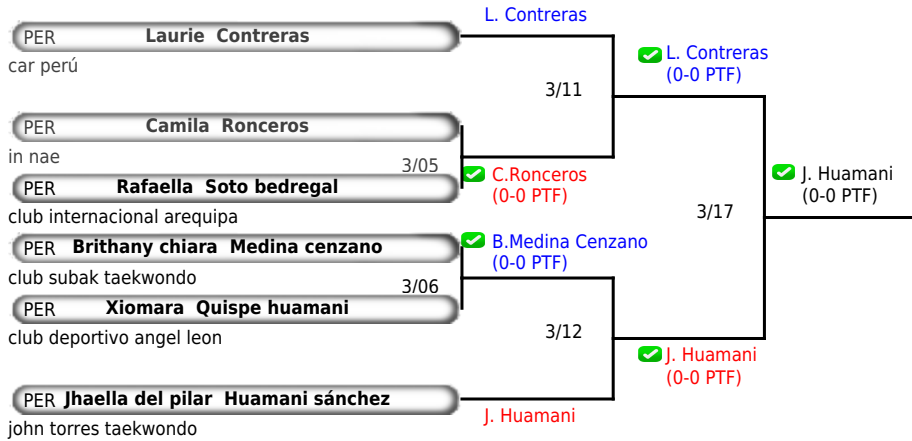 L. Contreras
PER Laurie Contreras
car perú
L. Contreras
(0-0 PTF)
3/11
PER Camila Ronceros
in nae
3/05
C.Ronceros
(0-0 PTF)
PER Rafaella Soto bedregal
club internacional arequipa
J. Huamani
(0-0 PTF)
3/17
PER Brithany chiara Medina cenzano
club subak taekwondo
B.Medina Cenzano
(0-0 PTF)
3/06
PER Xiomara Quispe huamani
club deportivo angel leon
3/12
J. Huamani
(0-0 PTF)
PER Jhaella del pilar Huamani sánchez
john torres taekwondo
J. Huamani